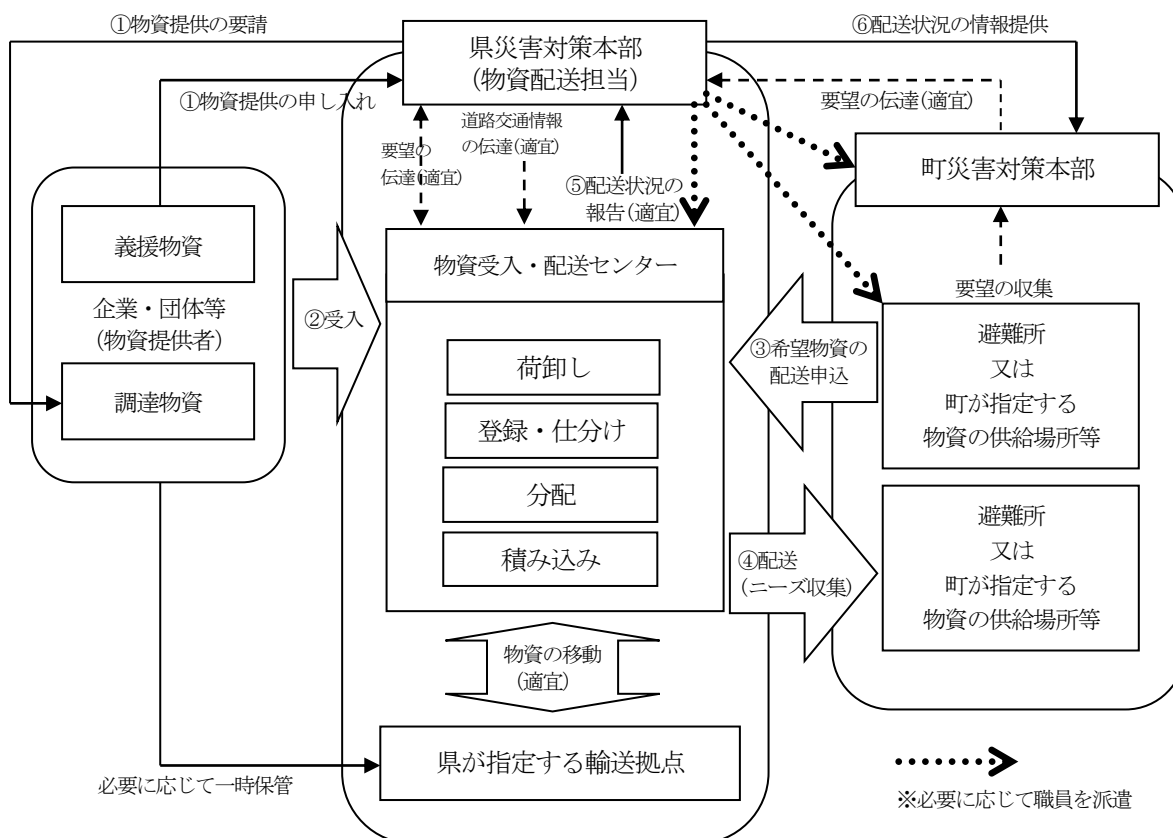 ①物資提供の要請
県災害対策本部
(物資配送担当)
⑥配送状況の情報提供
①物資提供の申し入れ
要望の伝達(適宜)
道路交通情報
の伝達(適宜)
要望の
伝達(適宜)
町災害対策本部
⑤配送状況の
報告(適宜)
義援物資
企業・団体等
(物資提供者)
調達物資
②受入
物資受入・配送センター
荷卸し
登録・仕分け
分配
積み込み
要望の収集
避難所
又は
町が指定する
物資の供給場所等
③希望物資の
配送申込
避難所
又は
町が指定する
物資の供給場所等
④配送
(ニーズ収集)
物資の移動
(適宜)
県が指定する輸送拠点
必要に応じて一時保管
※必要に応じて職員を派遣